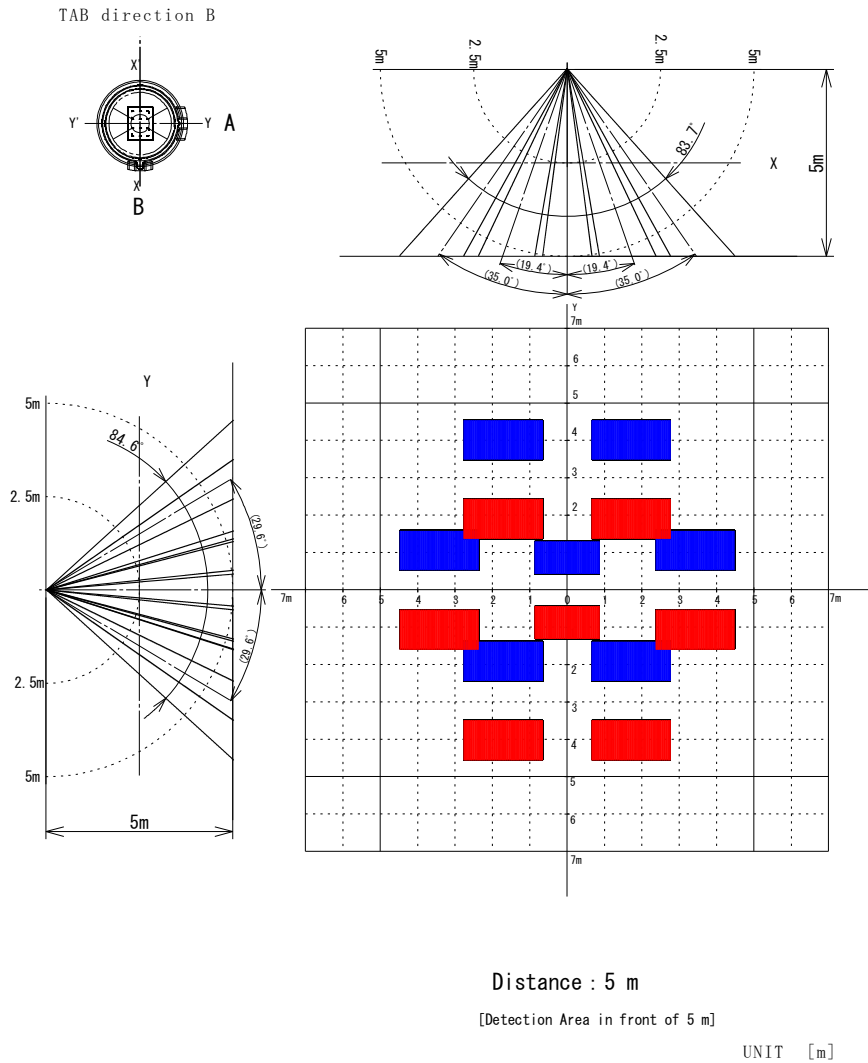 TAB direction B
X'
Y'
Y
A
X
B
5m
2.5m
2.5m
5m
83.7°
X
5m
(19.4°)
(19.4°)
(35.0°)
(35.0°)
Y
5m
84.6°
2.5m
(29.6°)
(29.6°)
2.5m
5m
5m
Y
7m
6
5
4
2
7m
6
5
4
3
2
1
0
1
2
3
4
5
6
7m
2
3
4
5
6
7m
Distance : 5 m
[Detection Area in front of 5 m]
UNIT [m]